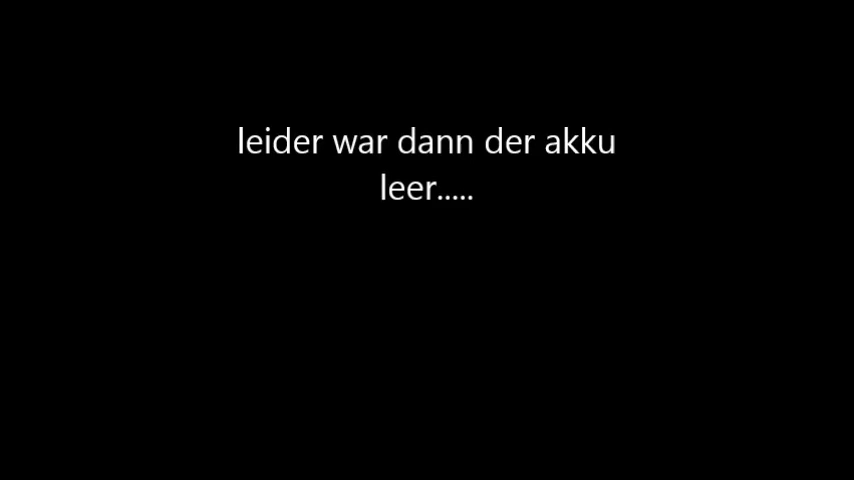 leider war dann der akku
leer.....